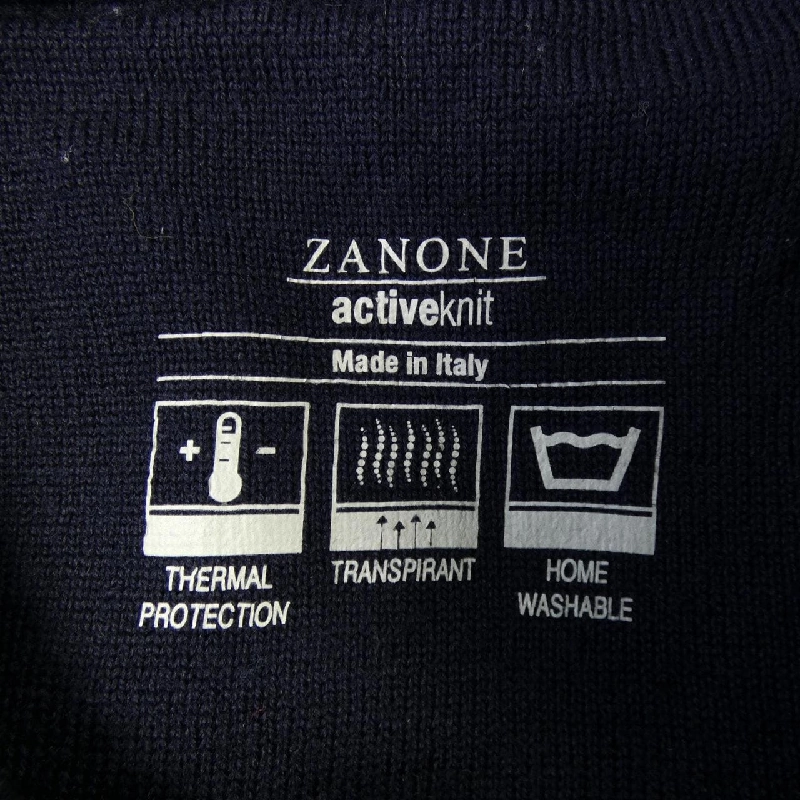 ZANONE
activeknit
Made in Italy
+ -
THERMAL
PROTECTION
TRANSPIRANT
HOME
WASHABLE